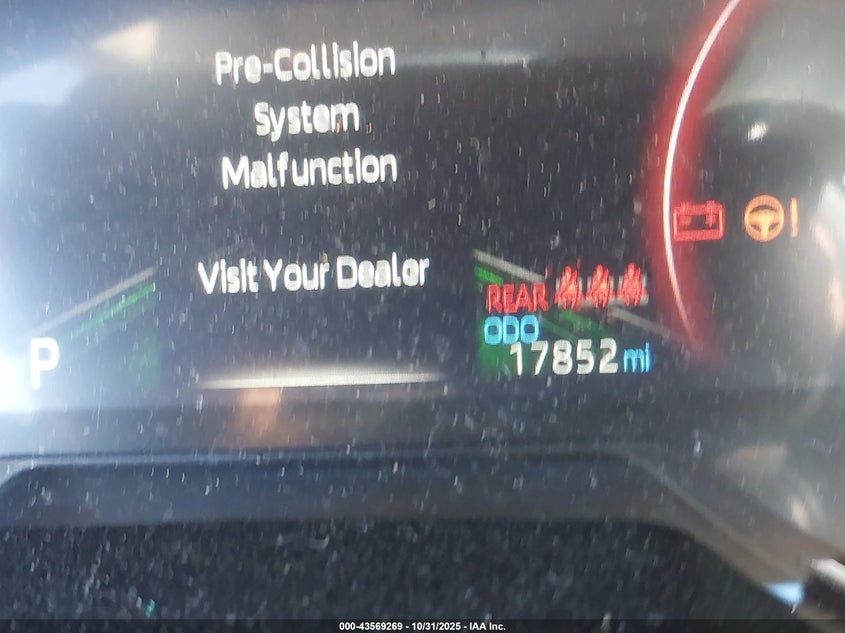 Pre-Collision
System
Malfunction
Visit Your Dealer
REAR
ODO
P
17852 mi
000-43569269 - 10/31/2025 - IAA Inc.